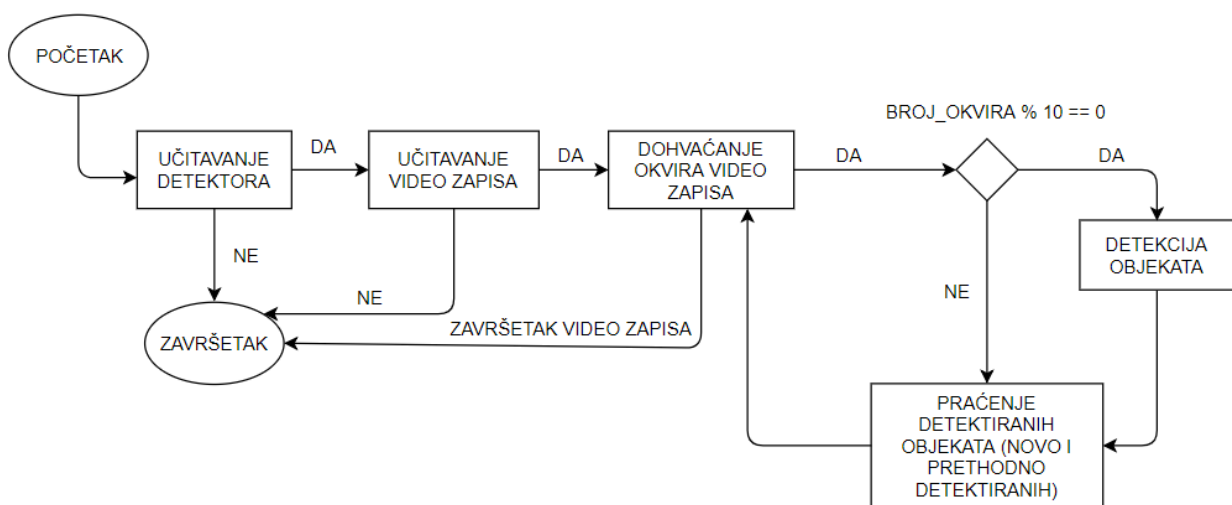 POČETAK
BROJ_OKVIRA % 10 == 0
UČITAVANJE
DETEKTORA
DA
UČITAVANJE
VIDEO ZAPISA
DA
DOHVAĆANJE
OKVIRA VIDEO
ZAPISA
DA
DA
DETEKCIJA
OBJEKATA
NE
NE
NE
ZAVRŠETAK VIDEO ZAPISA
ZAVRŠETAK
PRAĆENJE
DETEKTIRANIH
OBJEKATA (NOVO I
PRETHODNO
DETEKTIRANIH)